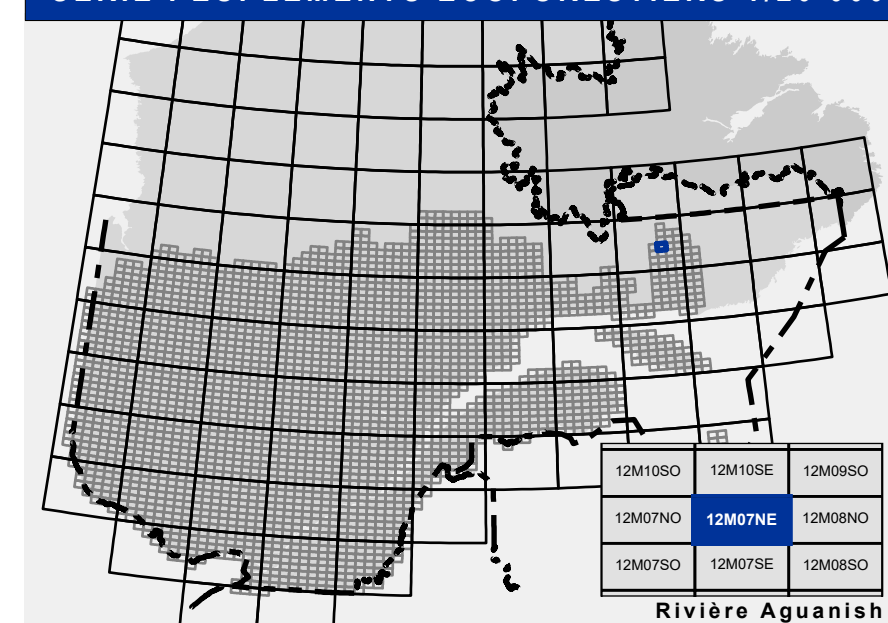 12M10SO 12M10SE 12M09SO
12M07NO 12M07NE 12M08NO
12M07SO 12M07SE 12M08SO
Rivière Aguanish